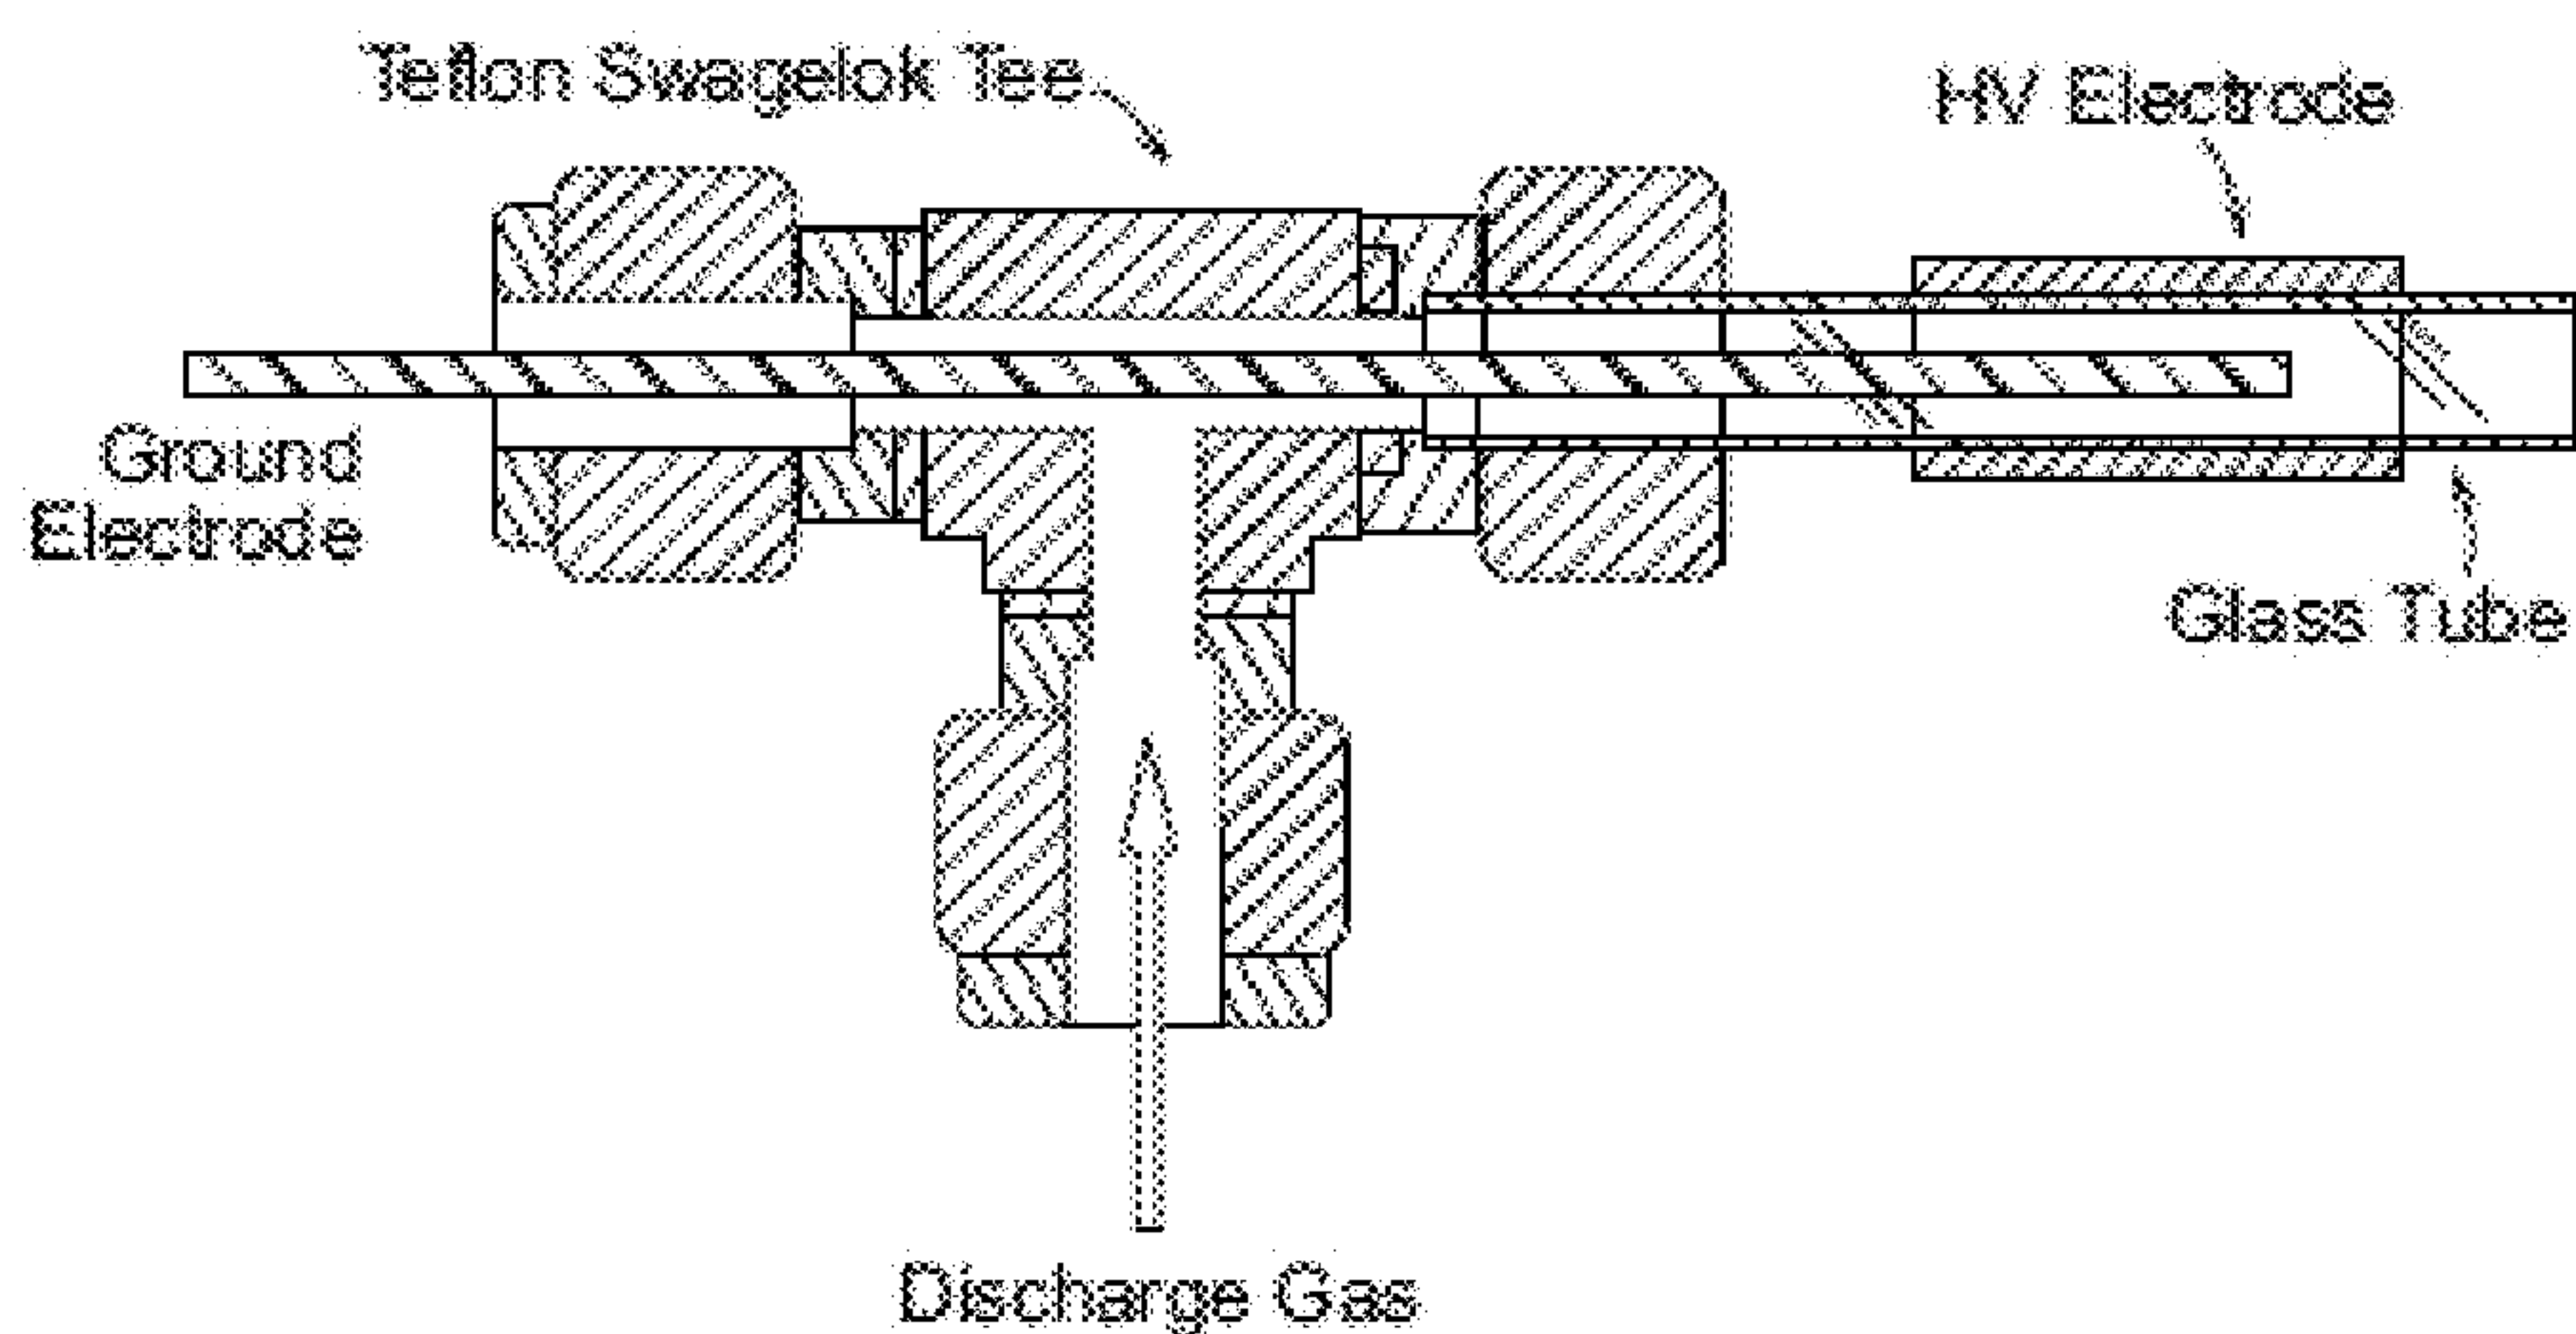 Teflon Swagelok Tee
HV Electrode
Ground
Electrode
Glass Tube
Discharge Gas